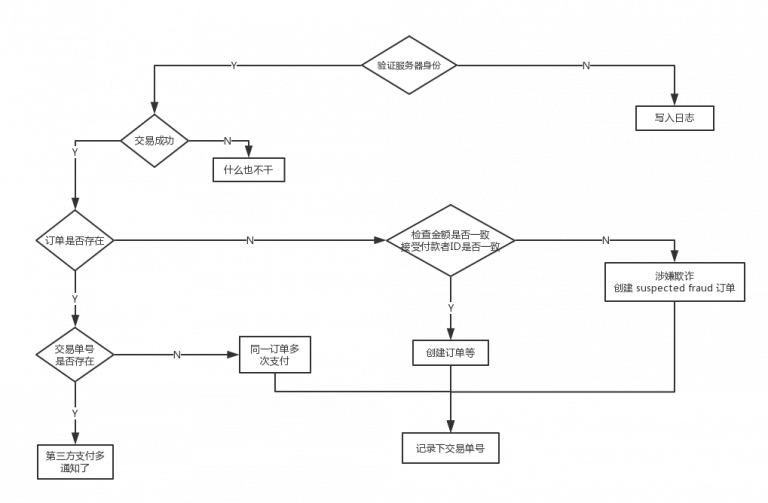 验证服务器身份
Y
N
写入日志
交易成功
N
Y
什么也不干
订单是否存在
N
检查金额是否一致
接受付款者ID是否一致
N
涉嫌欺诈
创建 suspected fraud 订单
Y
Y
交易单号
是否存在
N
同一订单多
次支付
创建订单等
Y
第三方支付多
通知了
记录下交易单号